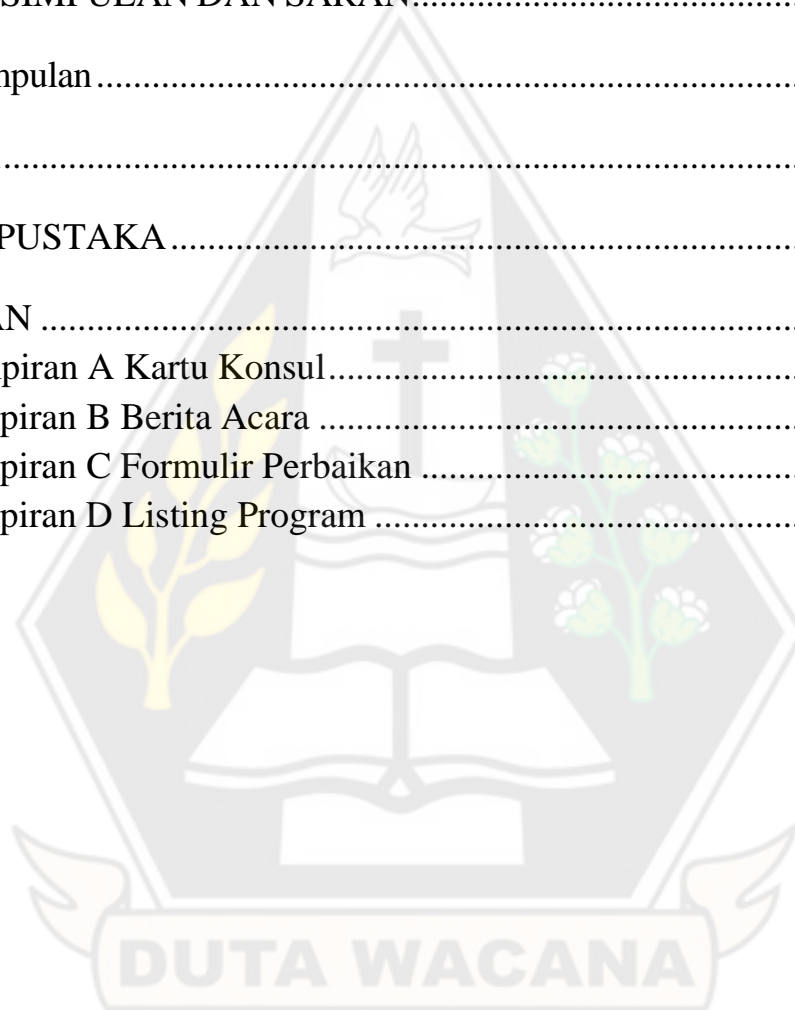 SIMPULAN DAN SARAN..........................................
mpulan..........................................................................
....................................................................................
PUSTAKA....................................................................
AN ................................................................................
piran A Kartu Konsul..................................................
piran B Berita Acara ...................................................
piran C Formulir Perbaikan ........................................
piran D Listing Program .............................................
DUTA WACANA